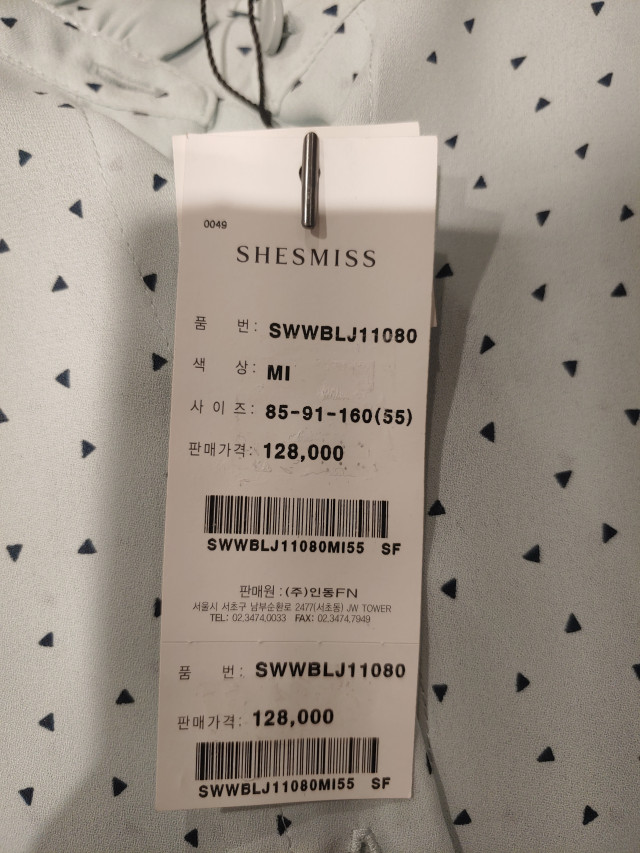 0049
SHESMISS
품 번: SWWBLJ11080
색 상: MI
사 이 즈: 85-91-160(55)
판매가격: 128,000
SWWBLJ11080MI55 SF
판매원 : (주)인동FN
서울시 서초구 남부순환로 2477(서초동) JW TOWER
TEL: 02.3474.0033 FAX: 02.3474.7949
품 번: SWWBLJ11080
판매가격: 128,000
SWWBLJ11080MI55 SF